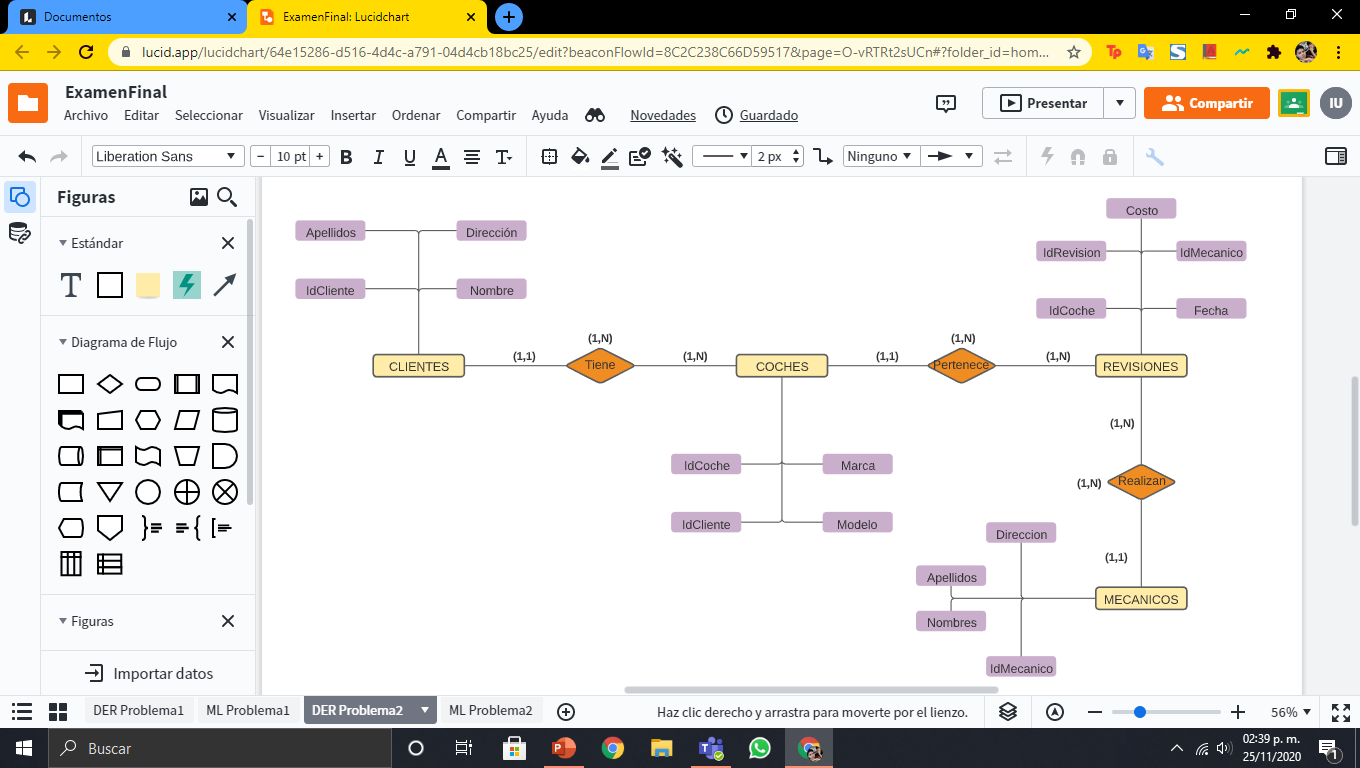 Documentos
ExamenFinal: Lucidchart
lucid.app/lucidchart/64e15286-d516-4d4c-a791-04d4cb18bc25/edit?beaconFlowId=8C2C238C66D59517&page=O-vRTRt2sUCn#?folder_id=hom...
ExamenFinal
Archivo Editar Seleccionar Visualizar Insertar Ordenar Compartir Ayuda Novedades Guardado
Presentar
Compartir
IU
Liberation Sans
− 10 pt +
B I U A T
2 px
Ninguno
Figuras
Estándar
T
Diagrama de Flujo
Figuras
Importar datos
Apellidos Dirección
IdCliente Nombre
CLIENTES (1,1) (1,N) Tiene (1,N) COCHES (1,1) (1,N) Pertenece (1,N) REVISIONES
Costo
IdRevision IdMecanico
IdCoche Fecha
IdCoche Marca
IdCliente Modelo
(1,N)
(1,N) Realizan
(1,1)
MECANICOS
Direccion
Apellidos
Nombres
IdMecanico
DER Problema1 ML Problema1 DER Problema2 ML Problema2
Haz clic derecho y arrastra para moverte por el lienzo.
56%
Buscar
02:39 p. m.
25/11/2020
1